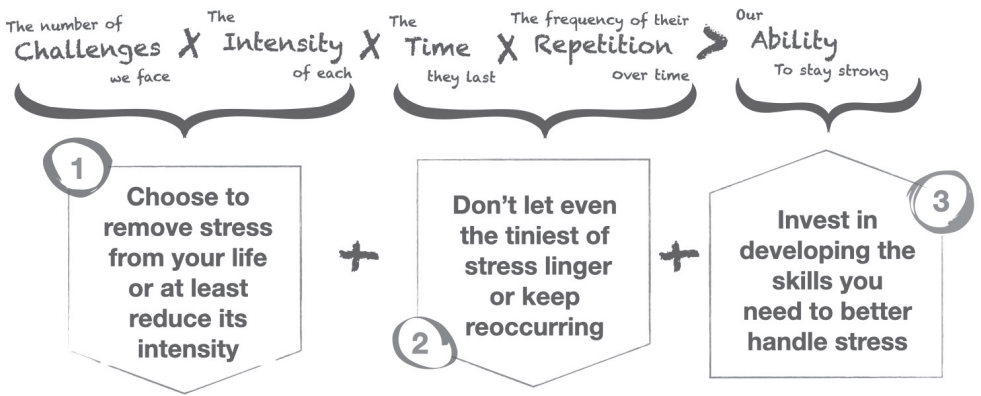 The number of
Challenges
we face
X
The
Intensity
of each
X
The
Time
they last
X
The frequency of their
Repetition
over time
>
Our
Ability
To stay strong
1
Choose to
remove stress
from your life
or at least
reduce its
intensity
+
Don't let even
the tiniest of
stress linger
or keep
reoccurring
2
+
3
Invest in
developing the
skills you
need to better
handle stress